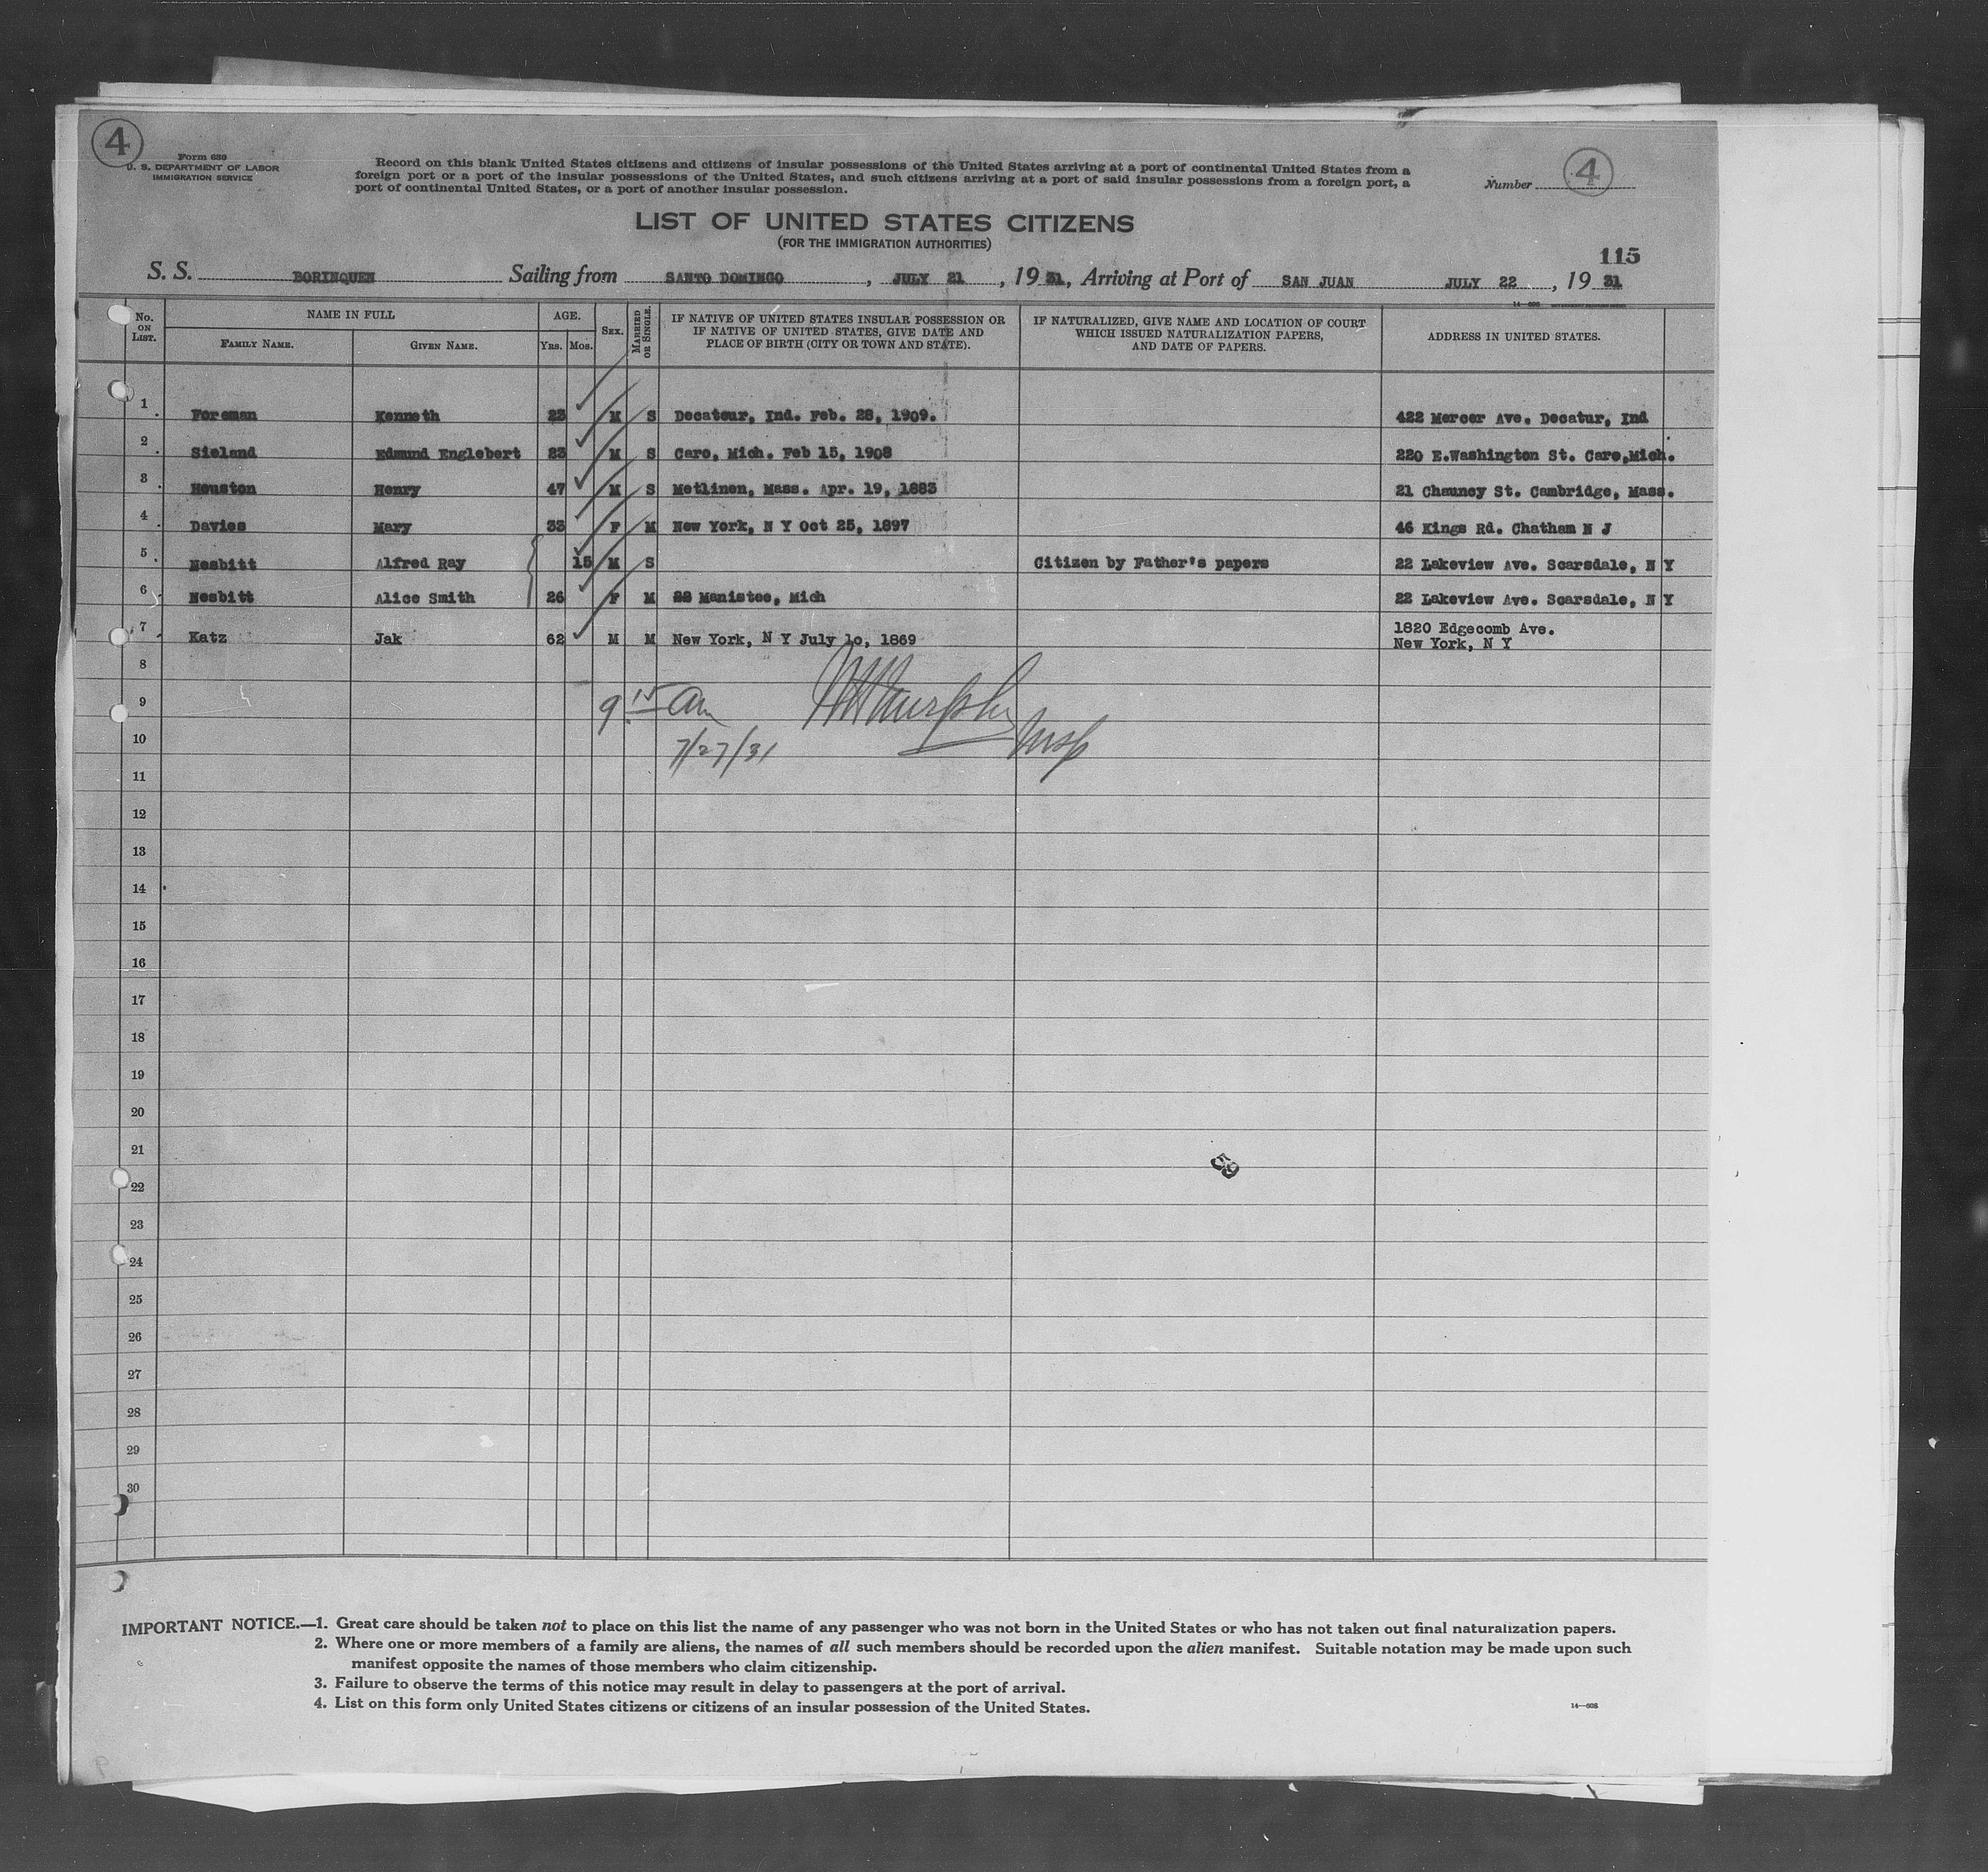 4
Form 630
U. S. DEPARTMENT OF LABOR
IMMIGRATION SERVICE
Record on this blank United States citizens and citizens of insular possessions of the United States arriving at a port of continental United States from a
foreign port or a port of the insular possessions of the United States, and such citizens arriving at a port of said insular possessions from a foreign port, a
port of continental United States, or a port of another insular possession.
Number 4
LIST OF UNITED STATES CITIZENS
(FOR THE IMMIGRATION AUTHORITIES)
115
S. S. BORINQUEN Sailing from SANTO DOMINGO, JULY 21, 1931, Arriving at Port of SAN JUAN JULY 22, 1931
No. ON LIST. NAME IN FULL AGE. SEX. MARRIED OR SINGLE. IF NATIVE OF UNITED STATES INSULAR POSSESSION OR IF NATIVE OF UNITED STATES, GIVE DATE AND PLACE OF BIRTH (CITY OR TOWN AND STATE). IF NATURALIZED, GIVE NAME AND LOCATION OF COURT WHICH ISSUED NATURALIZATION PAPERS, AND DATE OF PAPERS. ADDRESS IN UNITED STATES.
FAMILY NAME. GIVEN NAME. YRS. MOS.
1 Foreman Kenneth 23 M S Decateur, Ind. Feb. 28, 1909. 422 Mercer Ave. Decatur, Ind
2 Sieland Edmund Englebert 23 M S Caro, Mich. Feb 15, 1908 220 E.Washington St. Caro,Mich.
3 Houston Henry 47 M S Metlinen, Mass. Apr. 19, 1883 21 Chauncy St. Cambridge, Mass.
4 Davies Mary 33 F M New York, N Y Oct 25, 1897 46 Kings Rd. Chatham N J
5 Nesbitt Alfred Ray 15 M S Citizen by Father's papers 22 Lakeview Ave. Scarsdale, N Y
6 Nesbitt Alice Smith 26 F M Manistee, Mich 22 Lakeview Ave. Scarsdale, N Y
7 Katz Jak 62 M M New York, N Y July 1o, 1869 1820 Edgecomb Ave.
New York, N Y
8
9 9 15 am Murphy
10 7/27/31 Insp
11
12
13
14
15
16
17
18
19
20
21
59
22
23
24
25
26
27
28
29
30
IMPORTANT NOTICE.—1. Great care should be taken not to place on this list the name of any passenger who was not born in the United States or who has not taken out final naturalization papers.
2. Where one or more members of a family are aliens, the names of all such members should be recorded upon the alien manifest. Suitable notation may be made upon such
manifest opposite the names of those members who claim citizenship.
3. Failure to observe the terms of this notice may result in delay to passengers at the port of arrival.
4. List on this form only United States citizens or citizens of an insular possession of the United States.
14—608